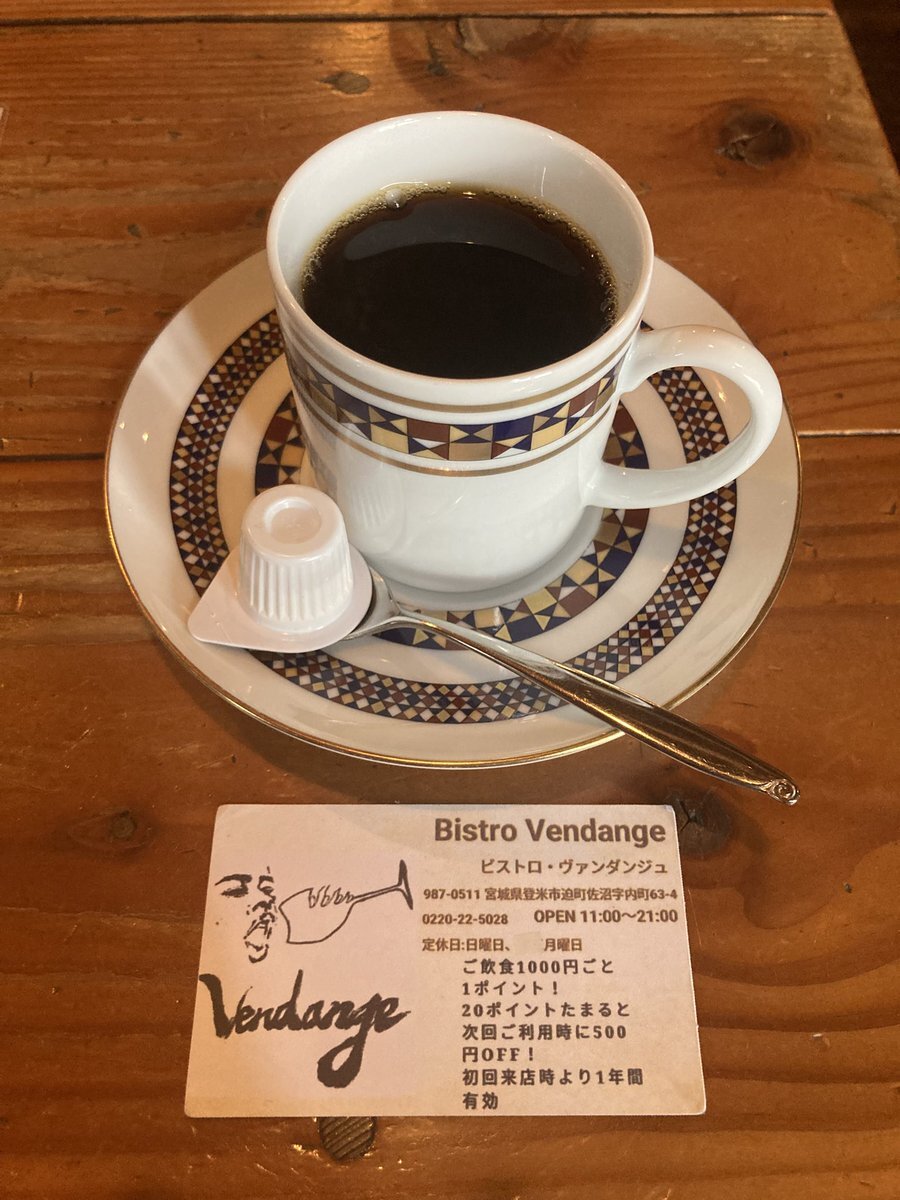 Bistro Vendange
ビストロ・ヴァンダンジュ
987-0511 宮城県登米市迫町佐沼字内町63-4
0220-22-5028 OPEN 11:00〜21:00
定休日:日曜日、 月曜日
ご飲食1000円ごと
1ポイント！
20ポイントたまると
次回ご利用時に500
円OFF！
初回来店時より1年間
有効
Vendange